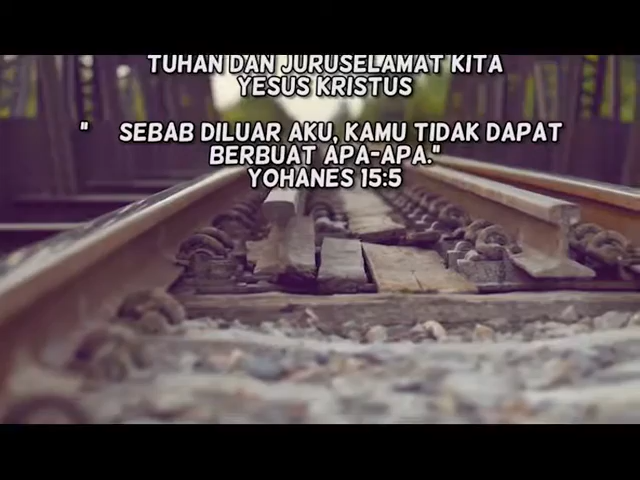 TUHAN DAN JURUSELAMAT KITA
YESUS KRISTUS
" SEBAB DILUAR AKU, KAMU TIDAK DAPAT
BERBUAT APA-APA."
YOHANES 15:5